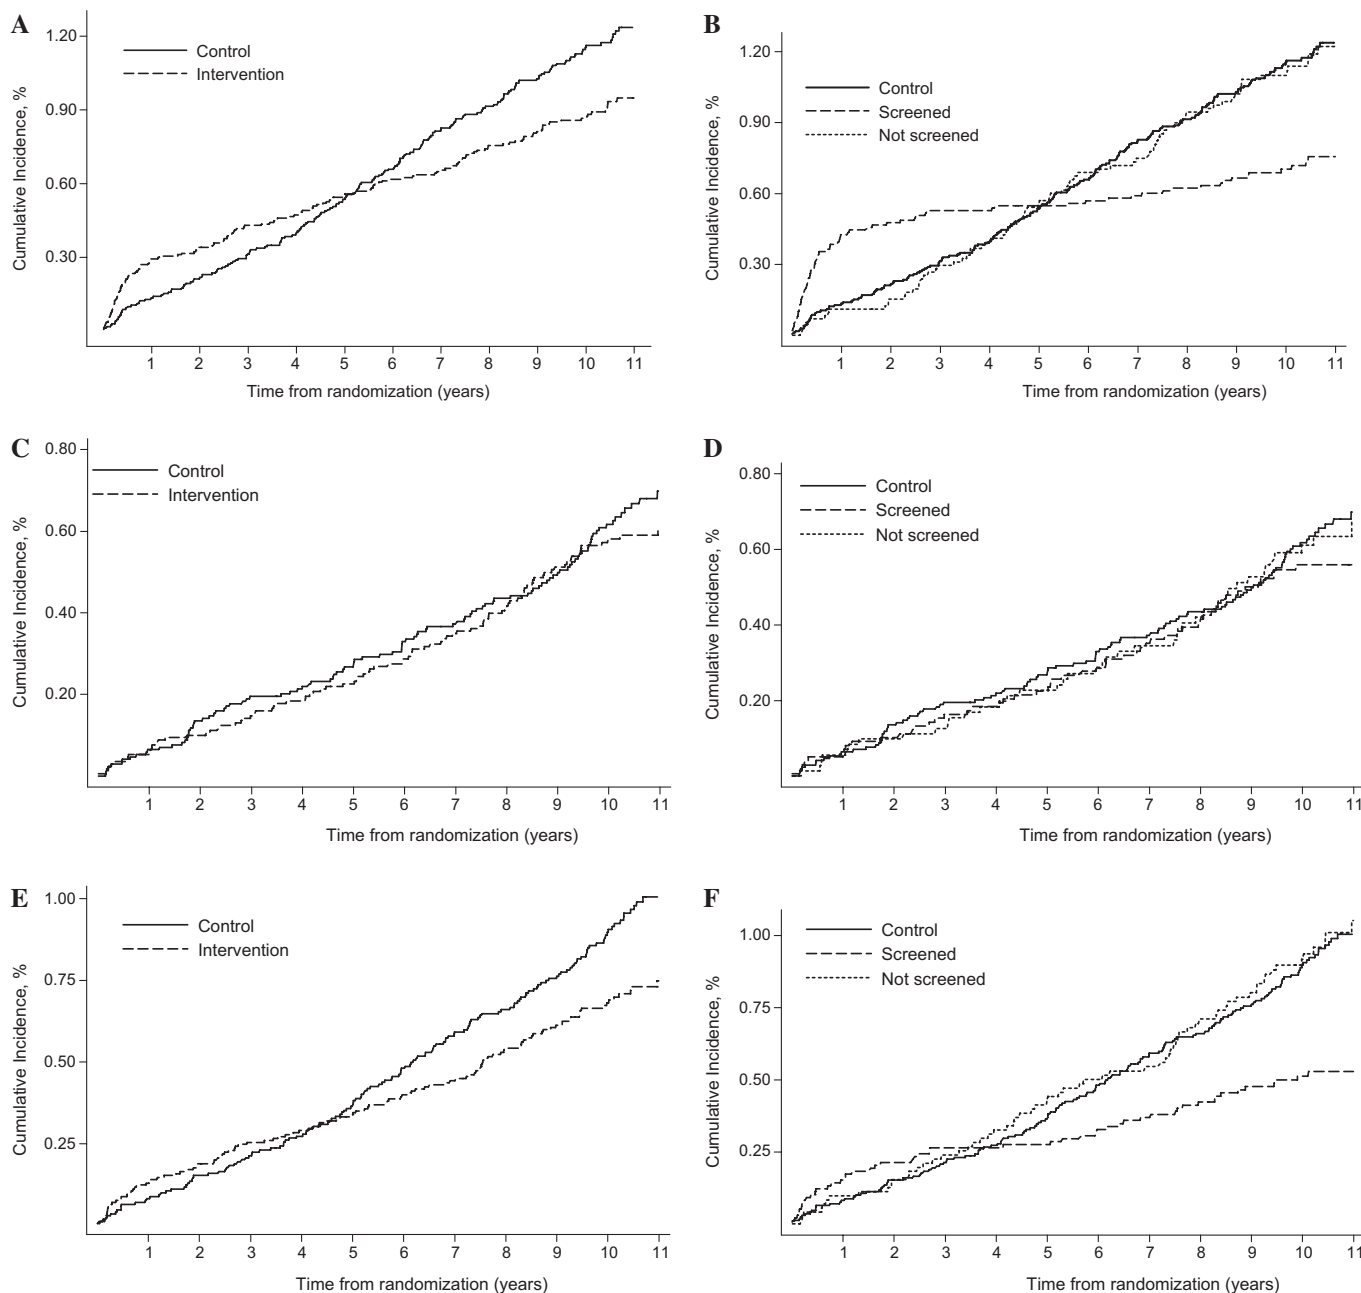 A
Cumulative Incidence, %
1.20
0.90
0.60
0.30
Control
Intervention
1 2 3 4 5 6 7 8 9 10 11
Time from randomization (years)
B
Cumulative Incidence, %
1.20
0.90
0.60
0.30
Control
Screened
Not screened
1 2 3 4 5 6 7 8 9 10 11
Time from randomization (years)
C
Cumulative Incidence, %
0.80
0.60
0.40
0.20
Control
Intervention
1 2 3 4 5 6 7 8 9 10 11
Time from randomization (years)
D
Cumulative Incidence, %
0.80
0.60
0.40
0.20
Control
Screened
Not screened
1 2 3 4 5 6 7 8 9 10 11
Time from randomization (years)
E
Cumulative Incidence, %
1.00
0.75
0.50
0.25
Control
Intervention
1 2 3 4 5 6 7 8 9 10 11
Time from randomization (years)
F
Cumulative Incidence, %
1.00
0.75
0.50
0.25
Control
Screened
Not screened
1 2 3 4 5 6 7 8 9 10 11
Time from randomization (years)